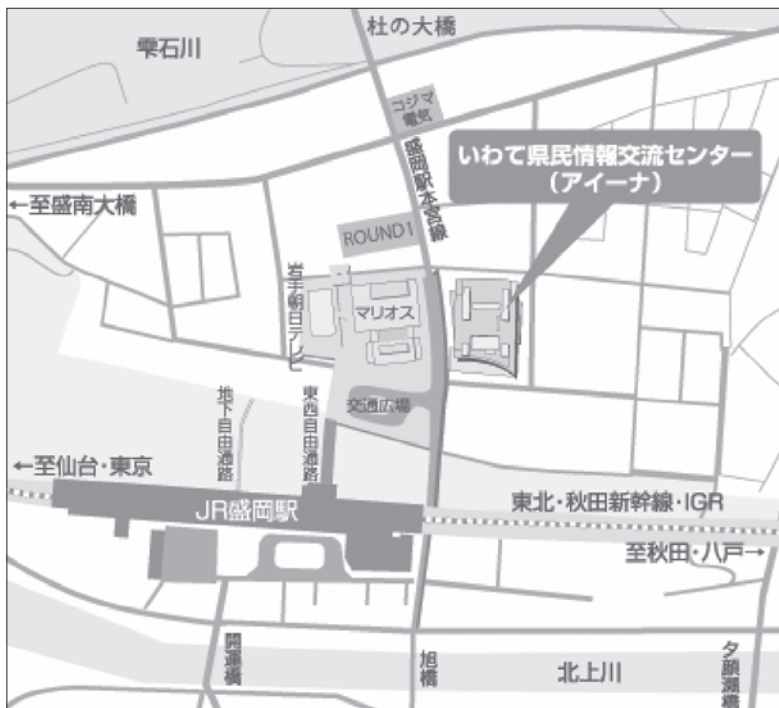 杜の大橋
雫石川
コジマ
電気
いわて県民情報交流センター
（アイーナ）
盛岡駅本宮線
←至盛南大橋
ROUND1
岩手朝日テレビ
マリオス
交通広場
地下自由通路
東西自由通路
←至仙台・東京
東北・秋田新幹線・IGR
JR盛岡駅
至秋田・八戸→
開運橋
旭橋
北上川
夕顔瀬橋